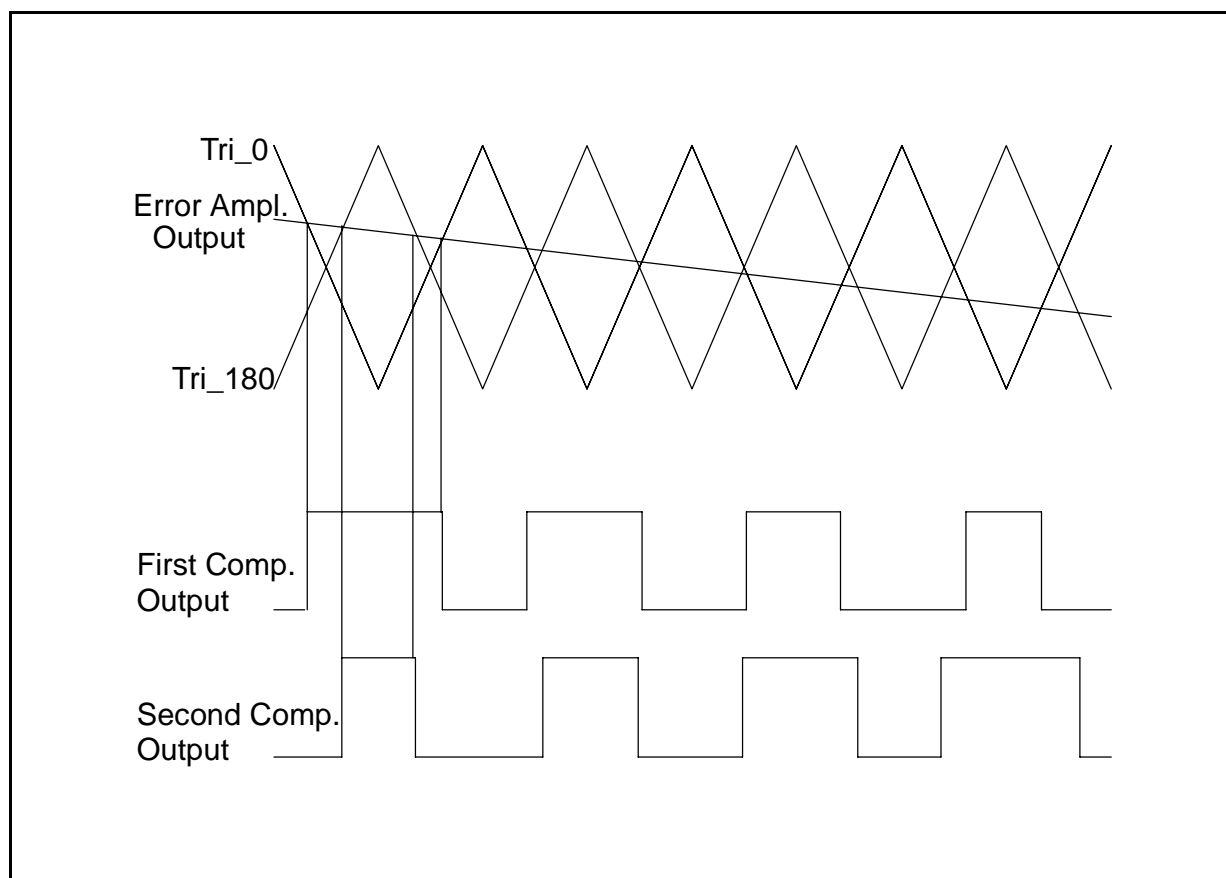 Tri_0
Error Ampl.
Output
Tri_180
First Comp.
Output
Second Comp.
Output